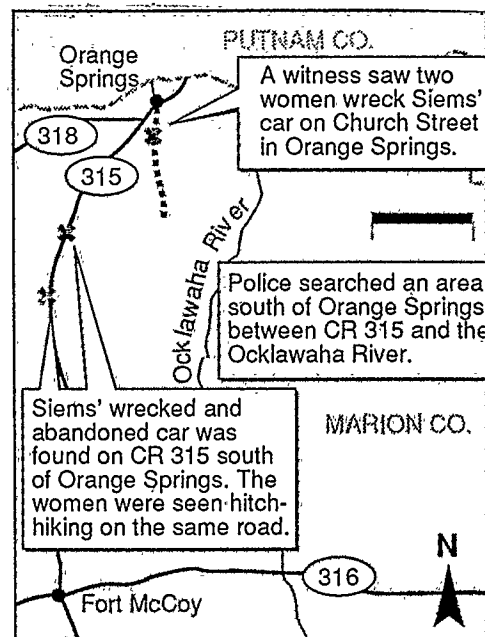 PUTNAM CO.
Orange
Springs
A witness saw two
women wreck Siems'
car on Church Street
in Orange Springs.
318
315
Ocklawaha River
Police searched an area
south of Orange Springs
between CR 315 and the
Ocklawaha River.
Siems' wrecked and
abandoned car was
found on CR 315 south
of Orange Springs. The
women were seen hitch-
hiking on the same road.
MARION CO.
N
316
Fort McCoy